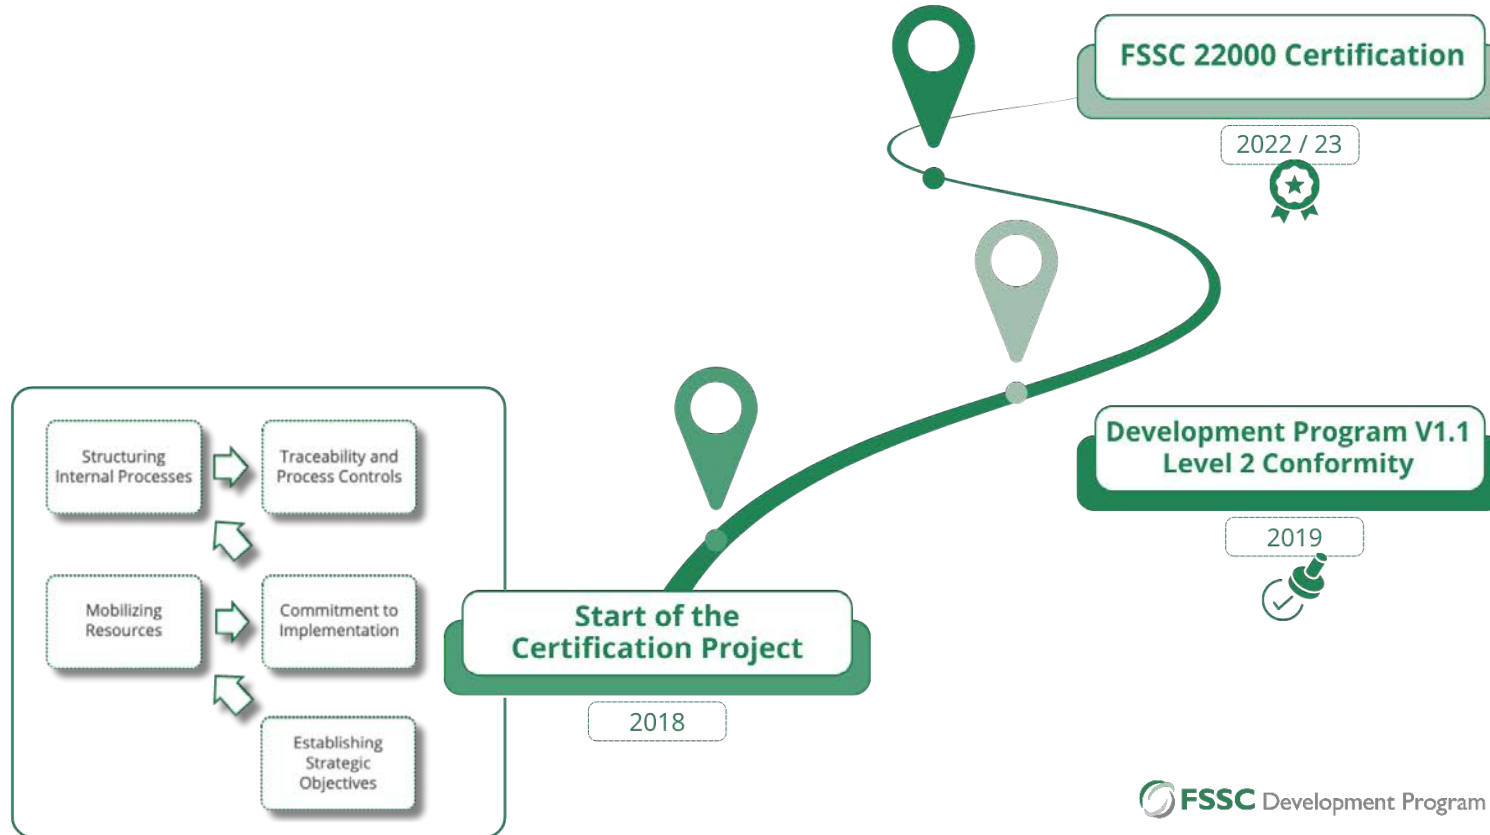 FSSC 22000 Certification
2022 / 23
Development Program V1.1
Level 2 Conformity
2019
Structuring
Internal Processes
Traceability and
Process Controls
Mobilizing
Resources
Commitment to
Implementation
Establishing
Strategic
Objectives
Start of the
Certification Project
2018
FSSC Development Program